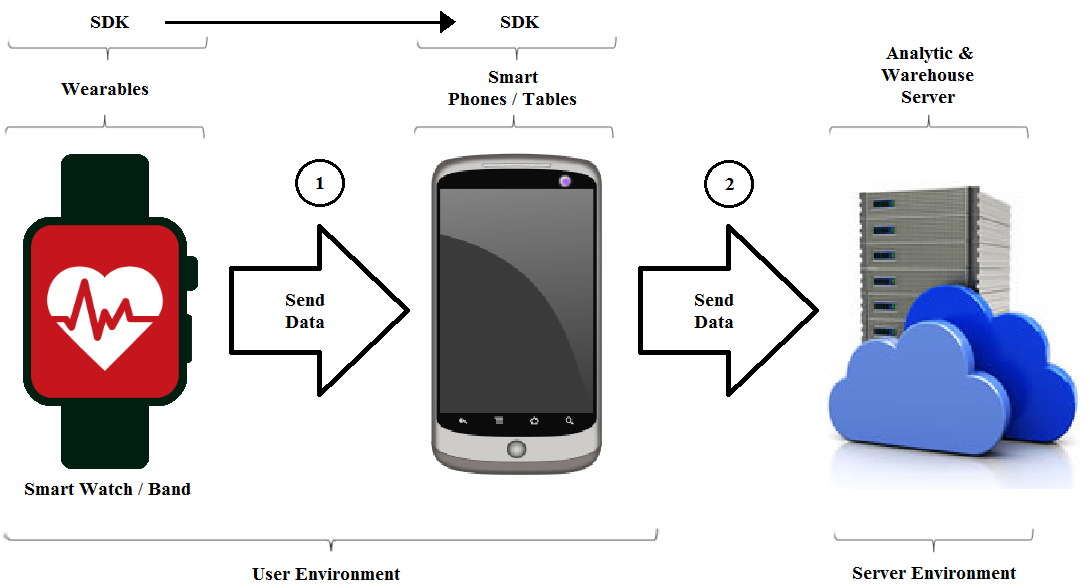 SDK
SDK
Wearables
Smart
Phones / Tables
Analytic &
Warehouse
Server
1
2
Send
Data
Send
Data
Smart Watch / Band
User Environment
Server Environment